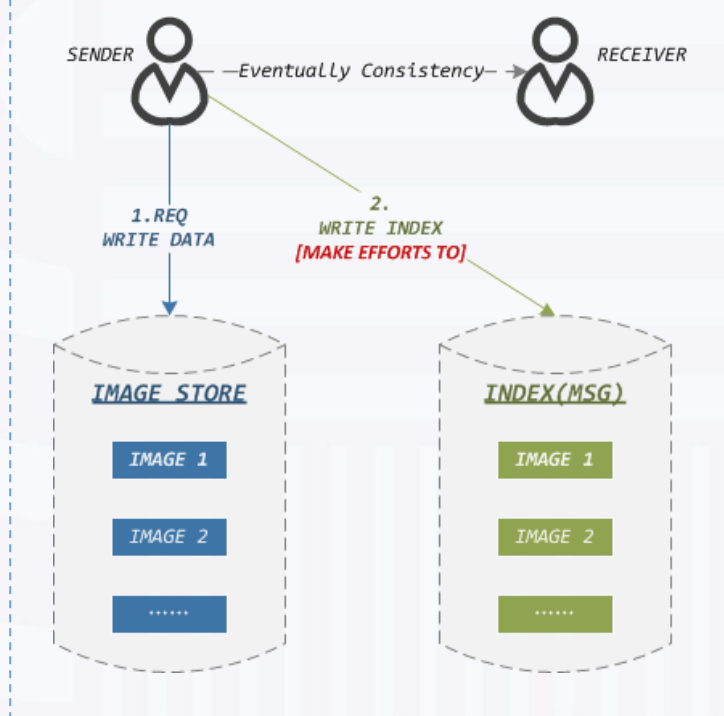 SENDER
Eventually Consistency
RECEIVER
1.REQ
WRITE DATA
2.
WRITE INDEX
[MAKE EFFORTS TO]
IMAGE STORE
INDEX(MSG)
IMAGE 1
IMAGE 1
IMAGE 2
IMAGE 2
······
······